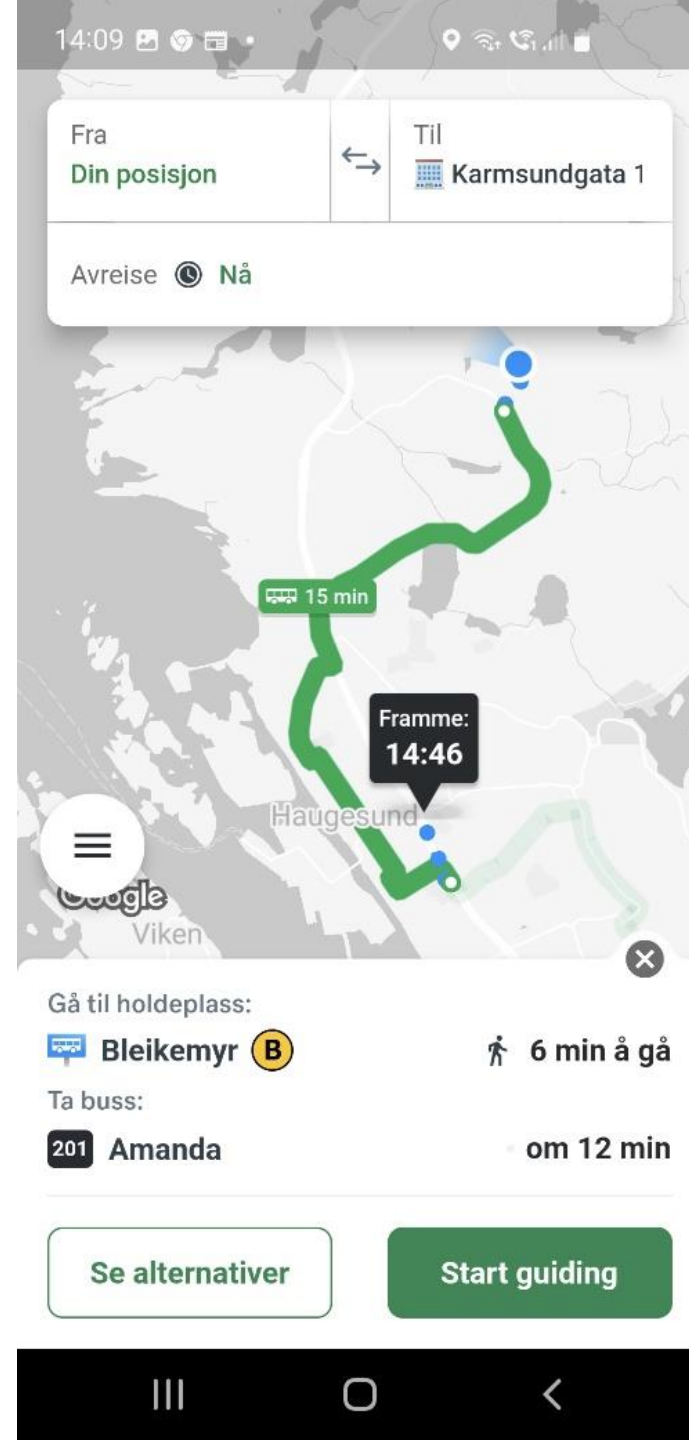 14:09
Fra
Din posisjon
Til
Karmsundgata 1
Avreise Nå
15 min
Framme:
14:46
Haugesund
Google
Viken
Gå til holdeplass:
Bleikemyr B
6 min å gå
Ta buss:
201 Amanda
om 12 min
Se alternativer
Start guiding